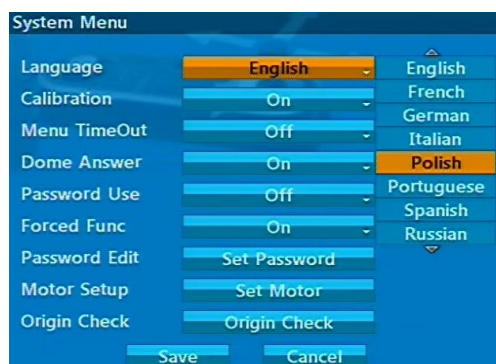 System Menu
Language English
Calibration On
Menu TimeOut Off
Dome Answer On
Password Use Off
Forced Func On
Password Edit Set Password
Motor Setup Set Motor
Origin Check Origin Check
Save Cancel
English
French
German
Italian
Polish
Portuguese
Spanish
Russian